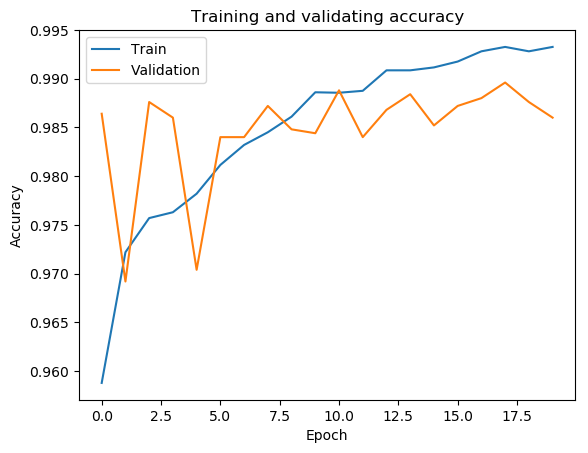 Training and validating accuracy
Train
Validation
0.995
0.990
0.985
0.980
0.975
0.970
0.965
0.960
Accuracy
0.0 2.5 5.0 7.5 10.0 12.5 15.0 17.5
Epoch